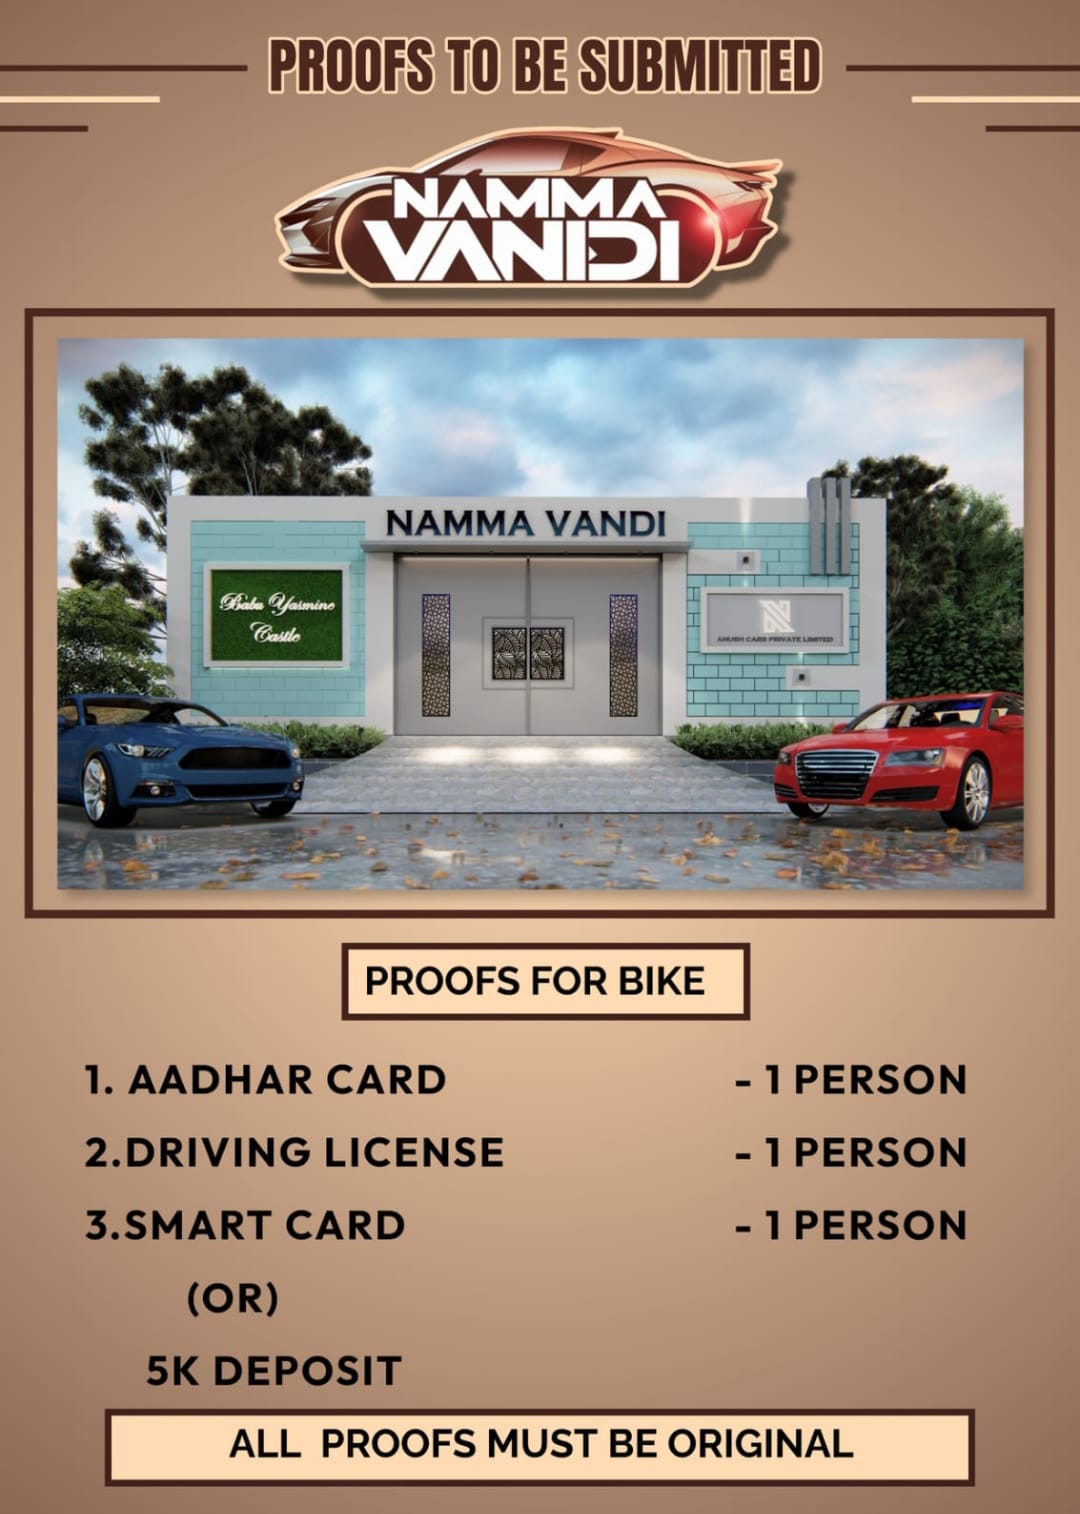 PROOFS TO BE SUBMITTED
NAMMA
VANDI
NAMMA VANDI
Babu Yasmine
Castle
ANUSH CARS PRIVATE LIMITED
PROOFS FOR BIKE
1. AADHAR CARD - 1 PERSON
2.DRIVING LICENSE - 1 PERSON
3.SMART CARD - 1 PERSON
(OR)
5K DEPOSIT
ALL PROOFS MUST BE ORIGINAL